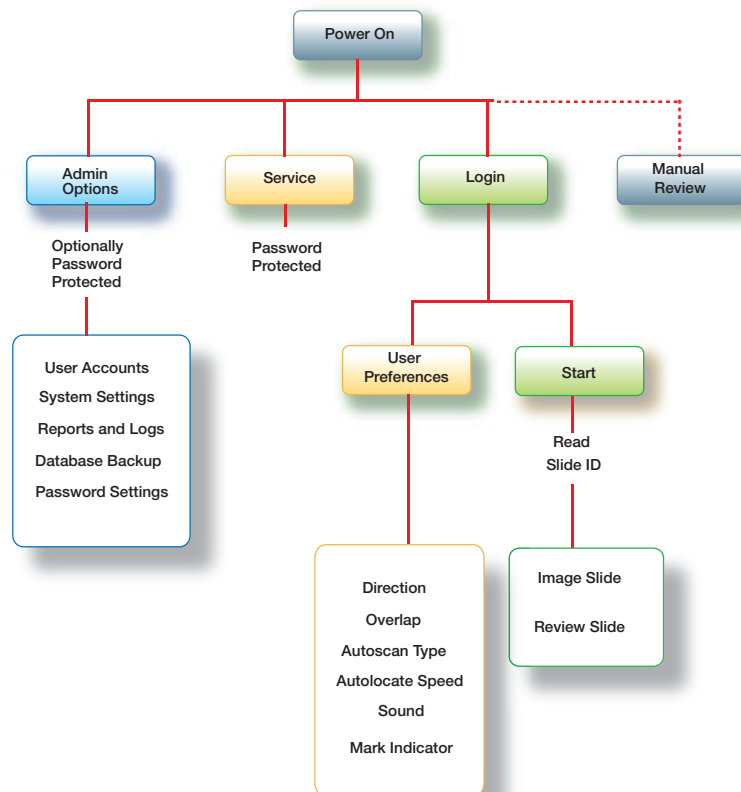 Power On
Admin
Options
Service
Login
Manual
Review
Optionally
Password
Protected
Password
Protected
User Accounts
System Settings
Reports and Logs
Database Backup
Password Settings
User
Preferences
Start
Read
Slide ID
Direction
Overlap
Autoscan Type
Autolocate Speed
Sound
Mark Indicator
Image Slide
Review Slide